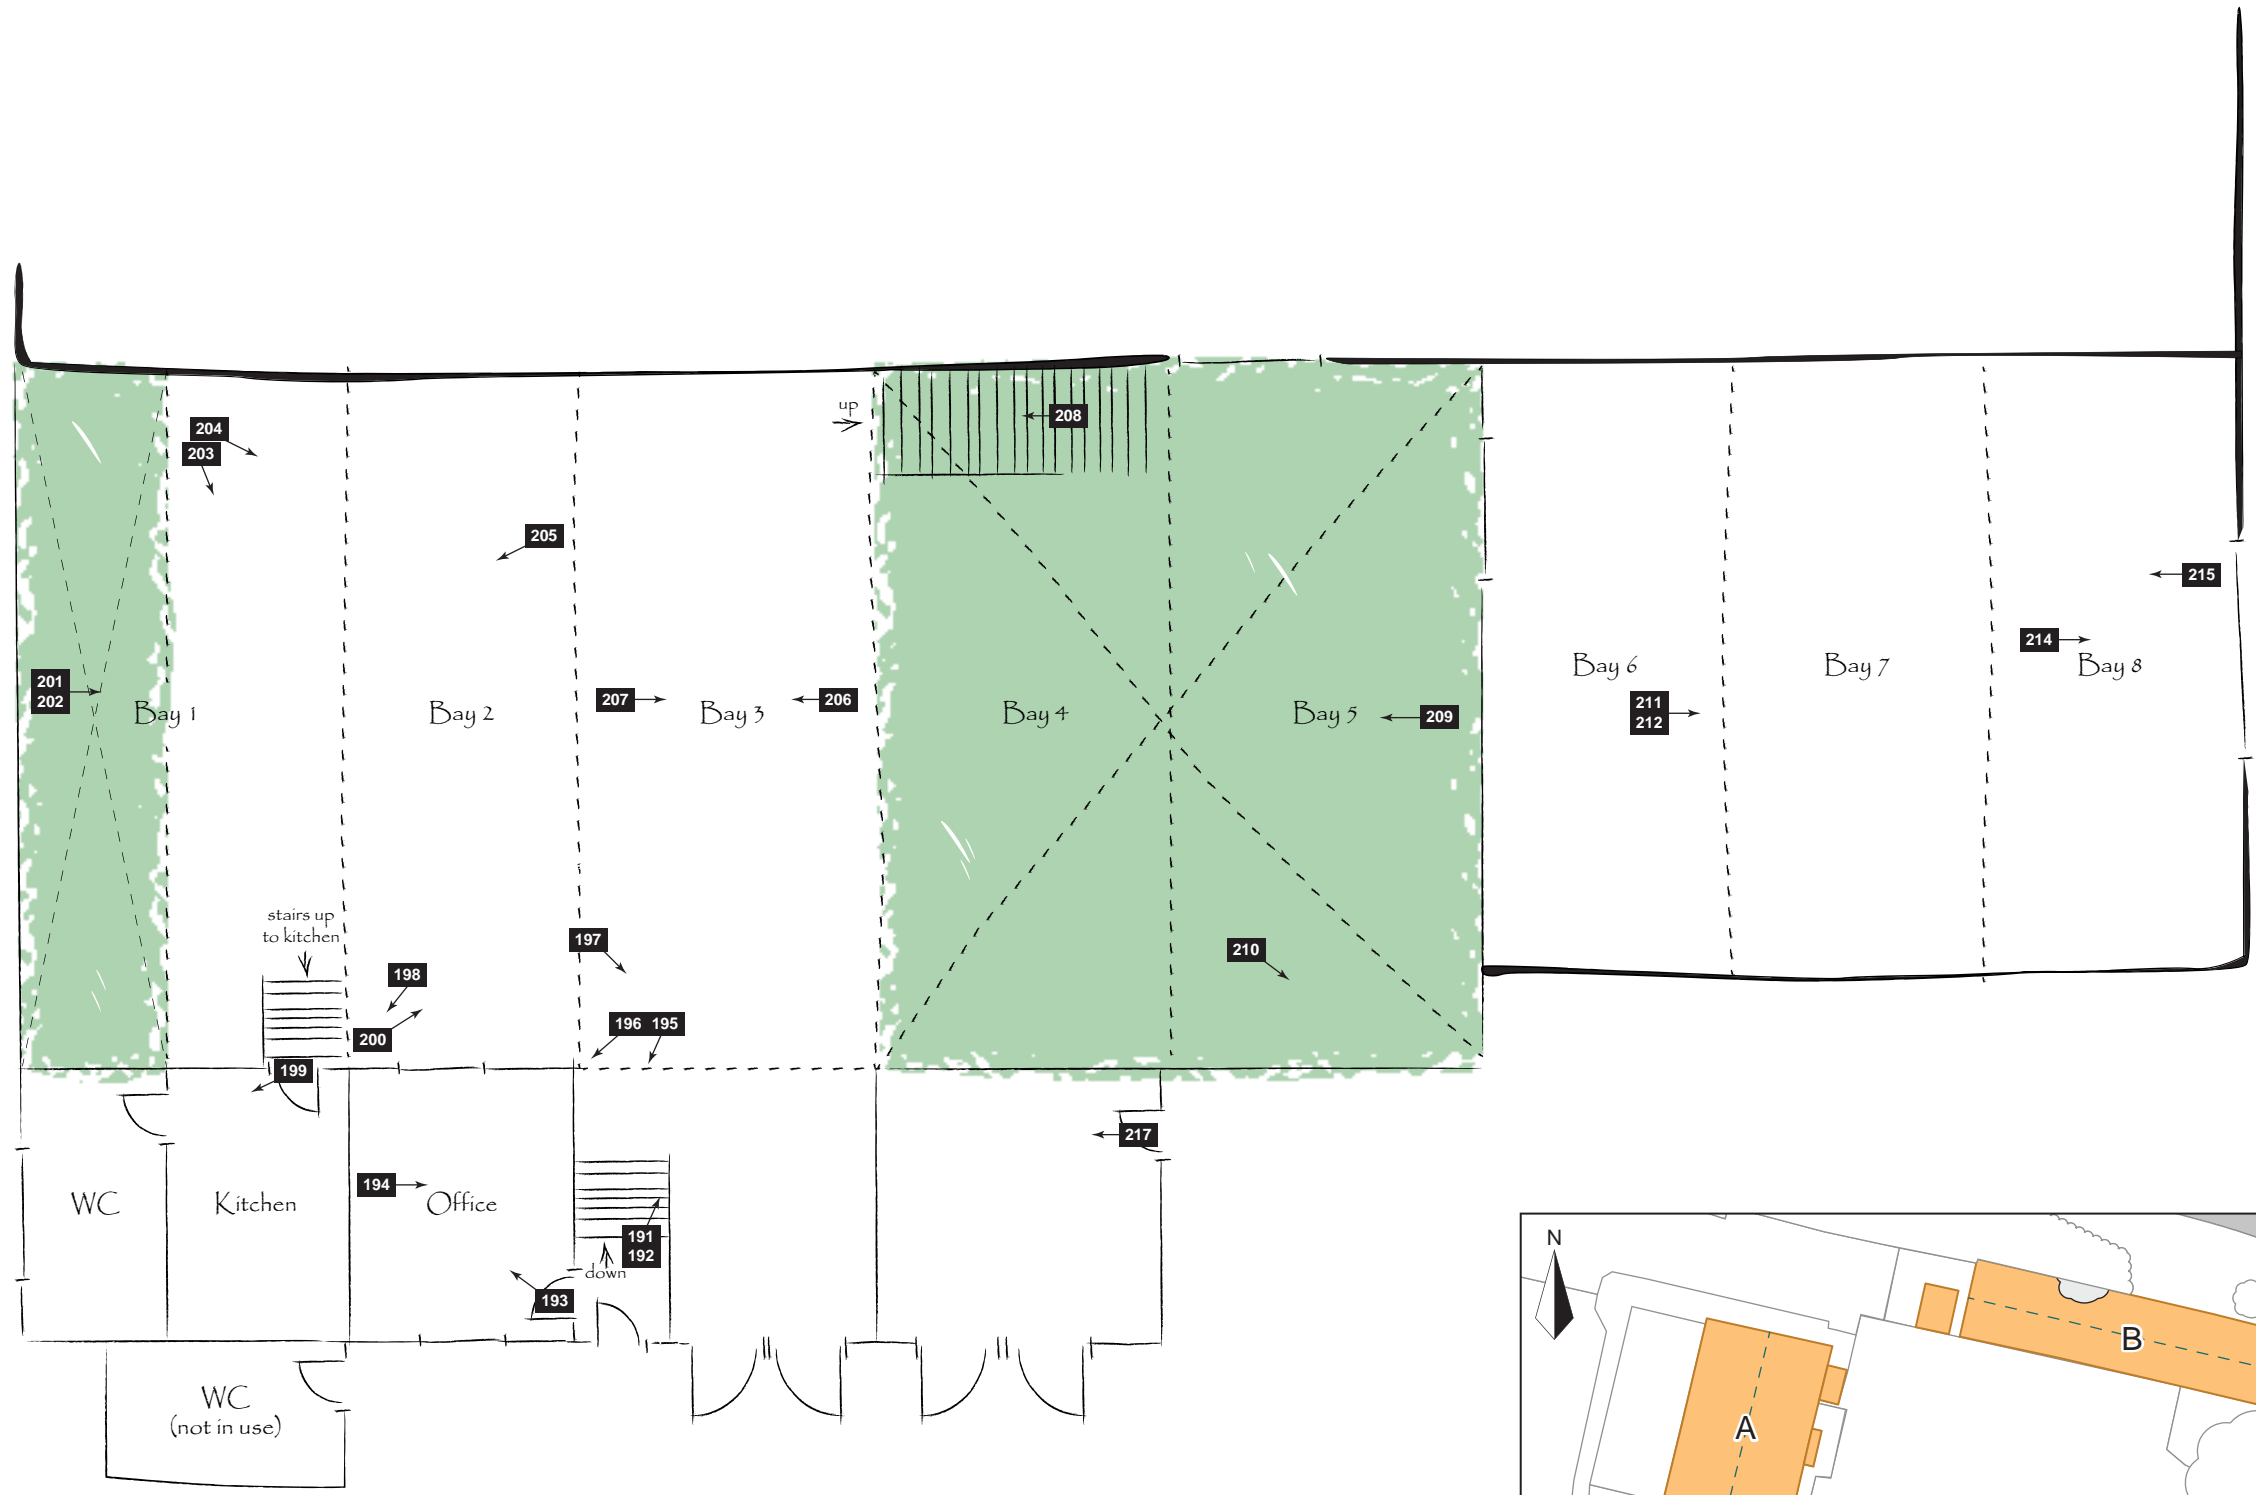 up
204
203
208
205
215
214
Bay 6
Bay 7
Bay 8
201
202
Bay 1
Bay 2
207
Bay 3
206
Bay 4
Bay 5
209
211
212
stairs up
to kitchen
197
198
210
200
196
195
199
217
194
WC
Kitchen
Office
191
192
down
193
N
B
A
WC
(not in use)